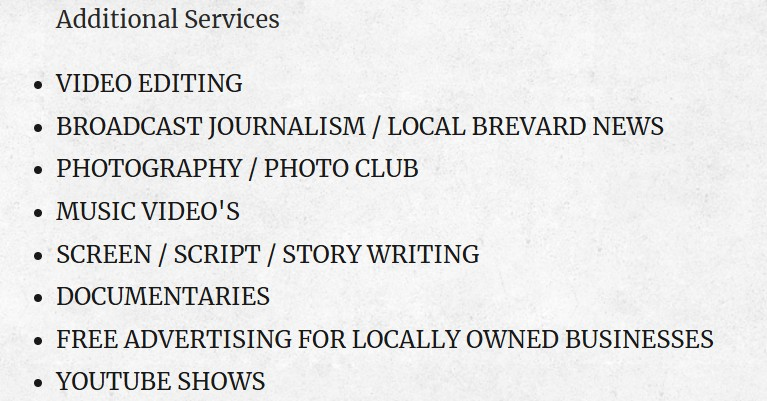 Additional Services
• VIDEO EDITING
• BROADCAST JOURNALISM / LOCAL BREVARD NEWS
• PHOTOGRAPHY / PHOTO CLUB
• MUSIC VIDEO'S
• SCREEN / SCRIPT / STORY WRITING
• DOCUMENTARIES
• FREE ADVERTISING FOR LOCALLY OWNED BUSINESSES
• YOUTUBE SHOWS